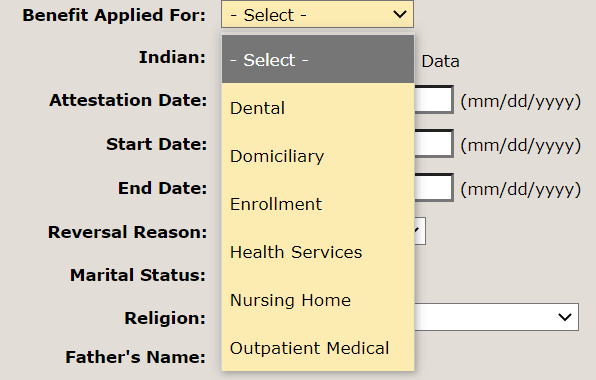 Benefit Applied For: - Select -
Indian: - Select - Data
Attestation Date: Dental (mm/dd/yyyy)
Start Date: Domiciliary (mm/dd/yyyy)
End Date: Enrollment (mm/dd/yyyy)
Reversal Reason: Health Services
Marital Status: Nursing Home
Religion:
Father's Name: Outpatient Medical